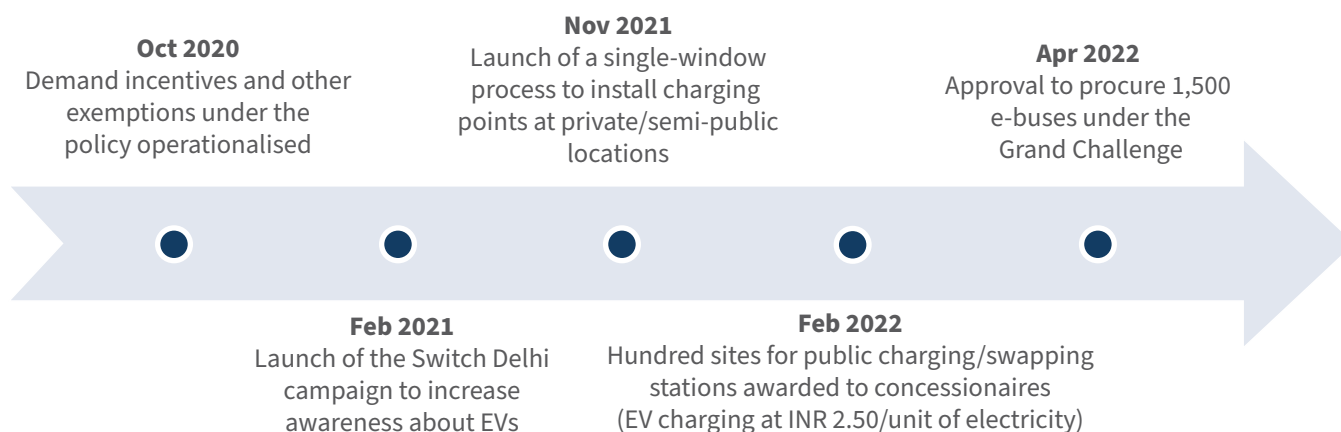 Oct 2020
Demand incentives and other
exemptions under the
policy operationalised
Feb 2021
Launch of the Switch Delhi
campaign to increase
awareness about EVs
Nov 2021
Launch of a single-window
process to install charging
points at private/semi-public
locations
Feb 2022
Hundred sites for public charging/swapping
stations awarded to concessionaires
(EV charging at INR 2.50/unit of electricity)
Apr 2022
Approval to procure 1,500
e-buses under the
Grand Challenge